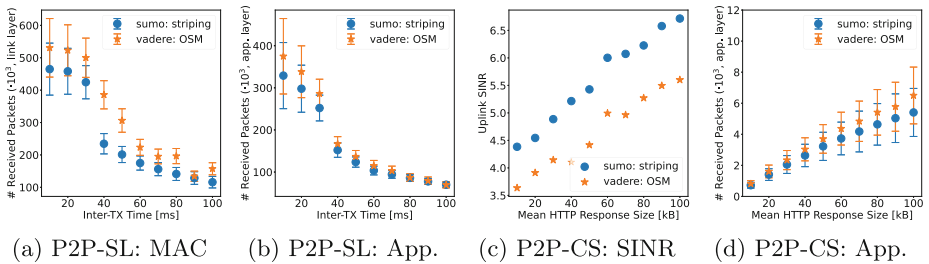 # Received Packets (·10³, link layer)
600
500
400
300
200
100
20 40 60 80 100
Inter-TX Time [ms]
sumo: striping
vadere: OSM
(a) P2P-SL: MAC
# Received Packets (·10³, app. layer)
400
300
200
100
20 40 60 80 100
Inter-TX Time [ms]
sumo: striping
vadere: OSM
(b) P2P-SL: App.
Uplink SINR
6.5
6.0
5.5
5.0
4.5
4.0
3.5
20 40 60 80 100
Mean HTTP Response Size [kB]
sumo: striping
vadere: OSM
(c) P2P-CS: SINR
# Received Packets (·10³, app. layer)
12
10
8
6
4
2
0
20 40 60 80 100
Mean HTTP Response Size [kB]
sumo: striping
vadere: OSM
(d) P2P-CS: App.